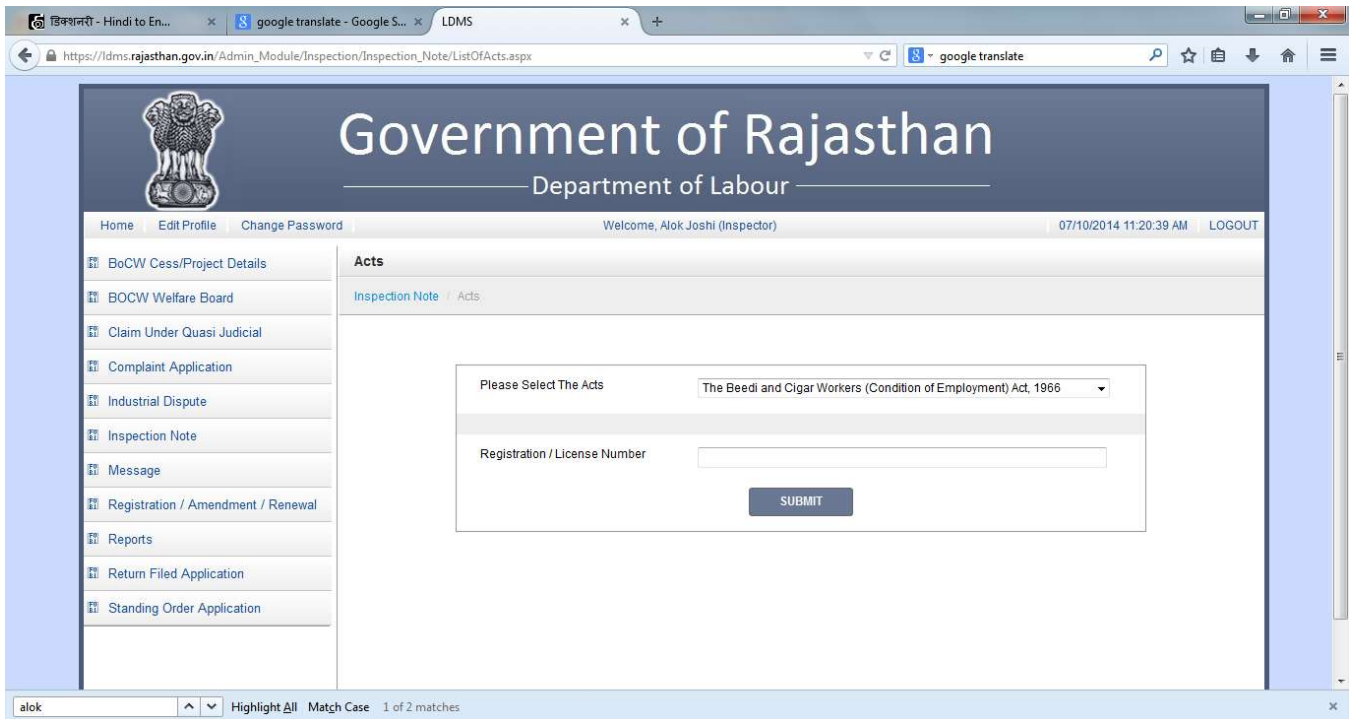 डिक्शनरी - Hindi to En...
google translate - Google S...
LDMS
https://ldms.rajasthan.gov.in/Admin_Module/Inspection/Inspection_Note/ListOfActs.aspx
google translate
Government of Rajasthan
Department of Labour
Home Edit Profile Change Password Welcome, Alok Joshi (Inspector) 07/10/2014 11:20:39 AM LOGOUT
BoCW Cess/Project Details
BOCW Welfare Board
Claim Under Quasi Judicial
Complaint Application
Industrial Dispute
Inspection Note
Message
Registration / Amendment / Renewal
Reports
Return Filed Application
Standing Order Application
Acts
Inspection Note / Acts
Please Select The Acts The Beedi and Cigar Workers (Condition of Employment) Act, 1966
Registration / License Number
SUBMIT
alok Highlight All Match Case 1 of 2 matches